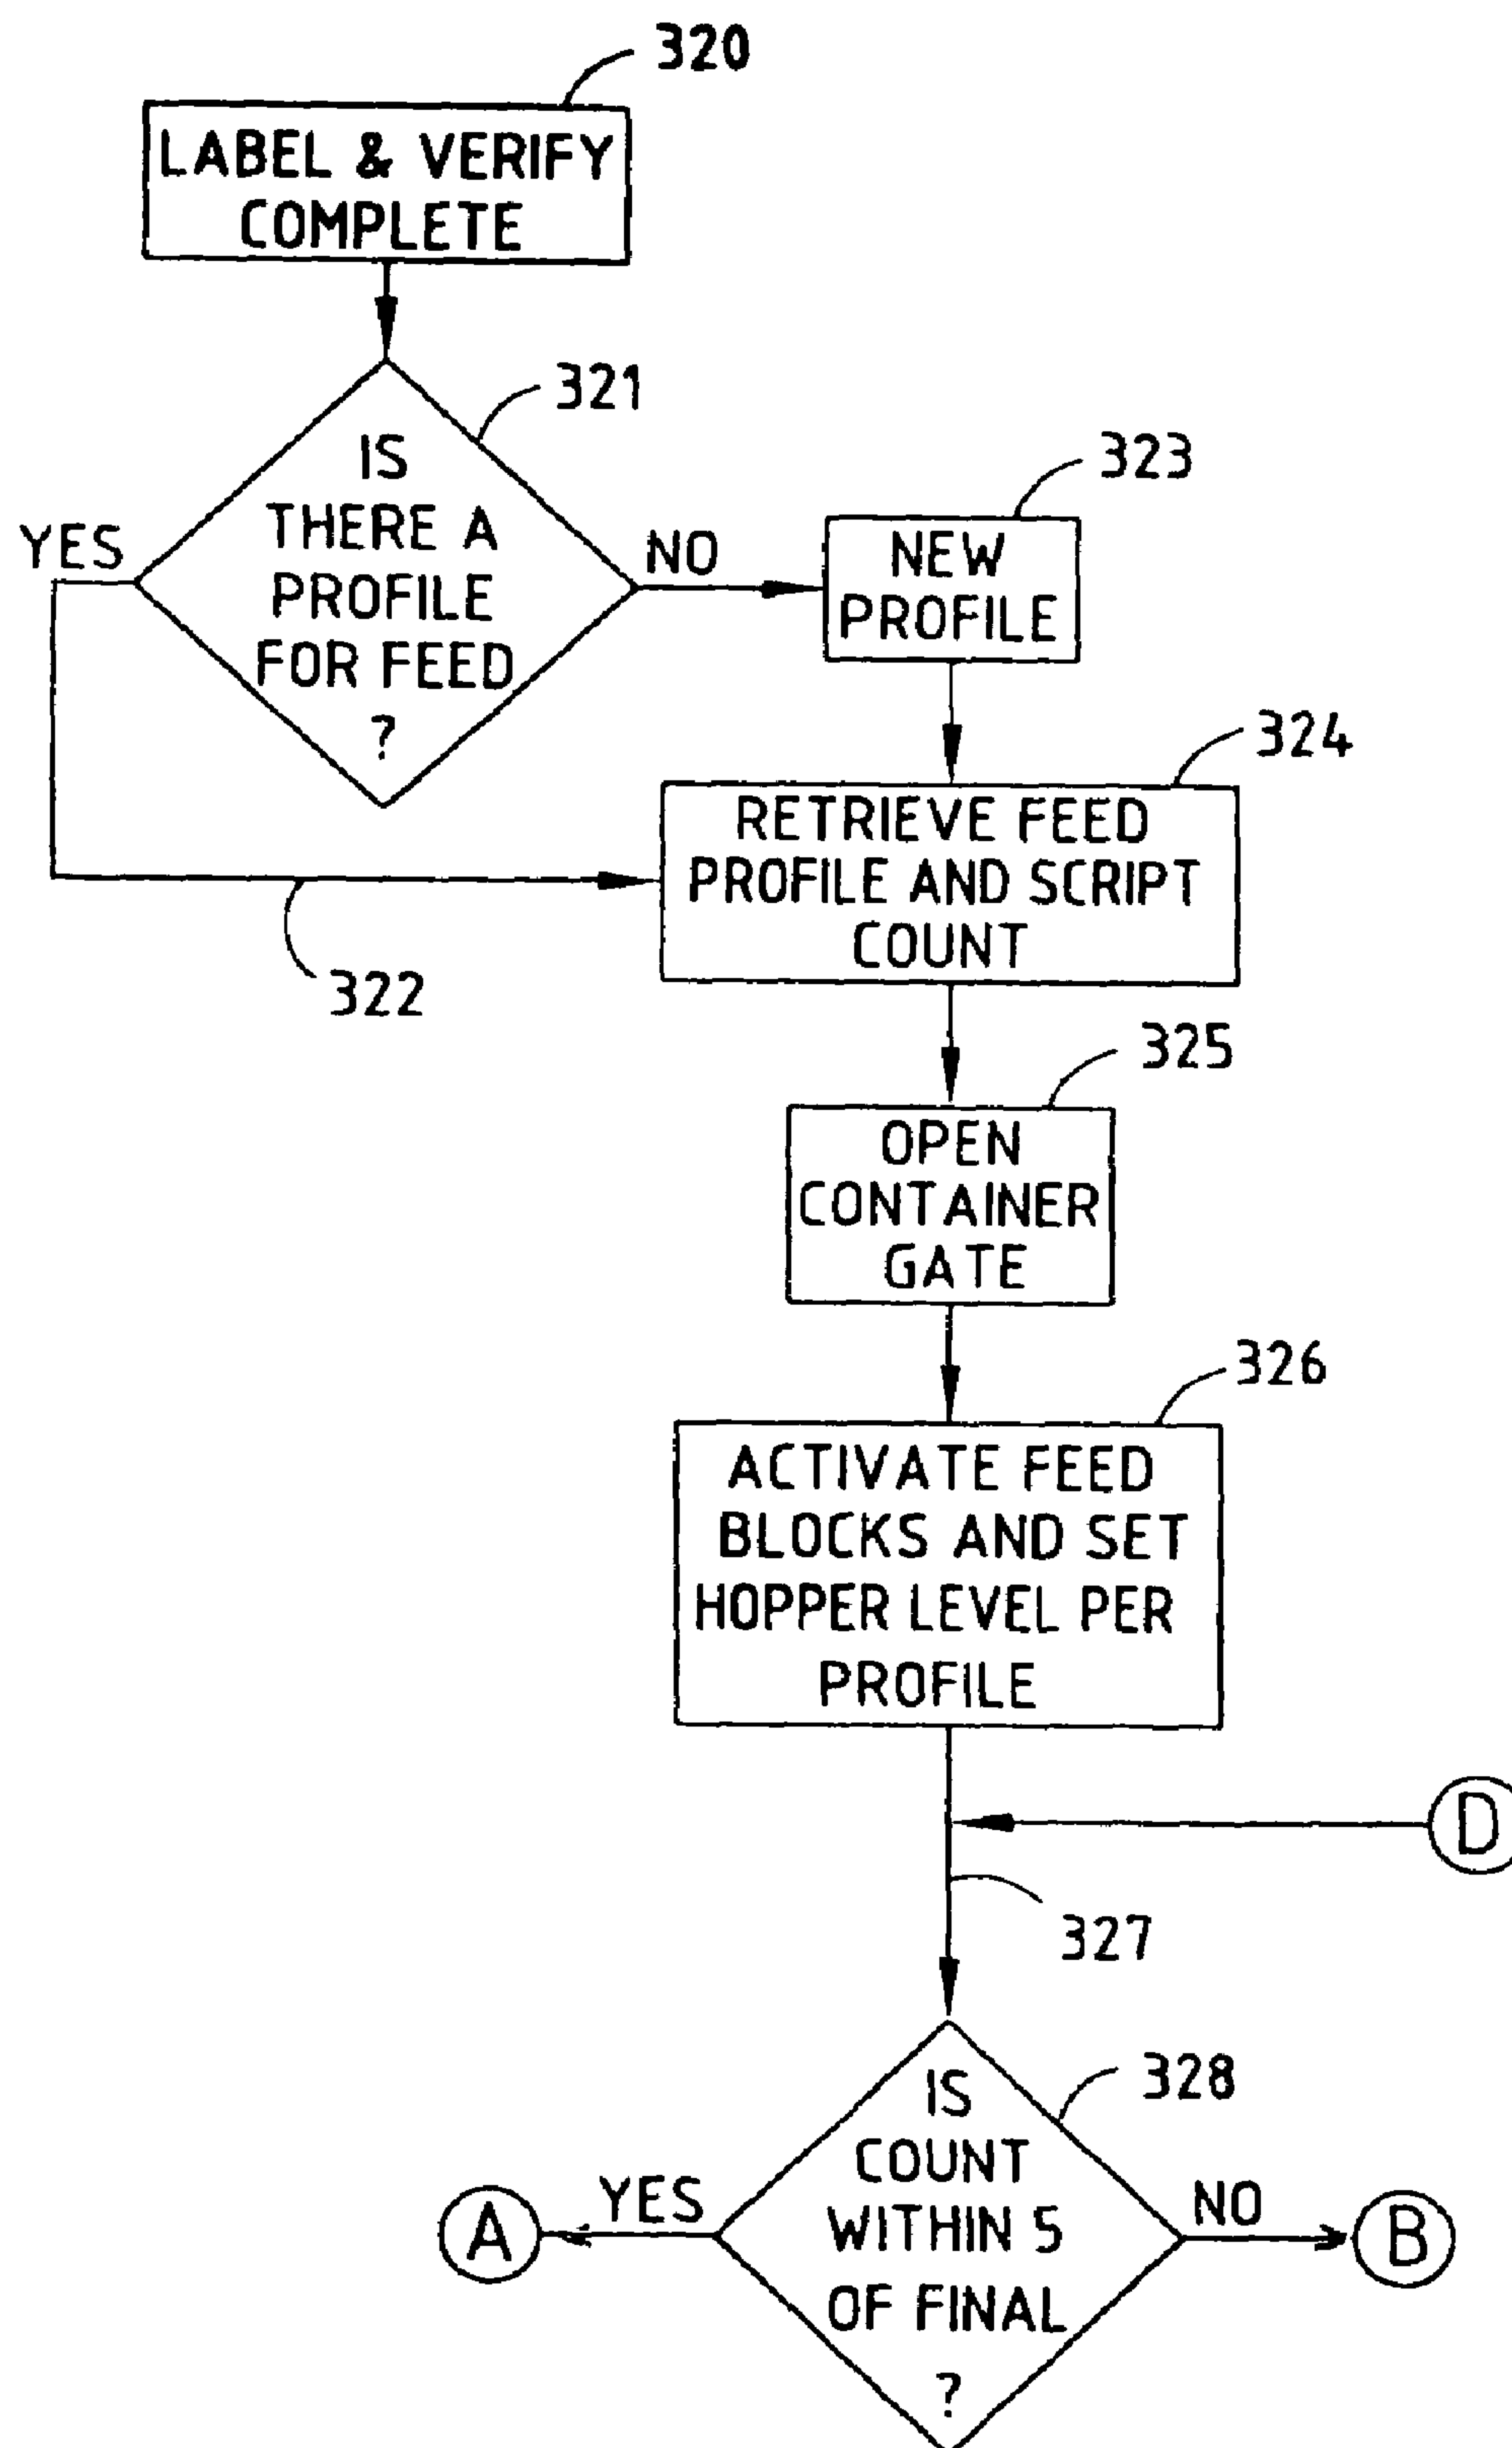 320
LABEL & VERIFY
COMPLETE
321
IS
THERE A
PROFILE
FOR FEED
?
YES
NO
323
NEW
PROFILE
324
RETRIEVE FEED
PROFILE AND SCRIPT
COUNT
322
325
OPEN
CONTAINER
GATE
326
ACTIVATE FEED
BLOCKS AND SET
HOPPER LEVEL PER
PROFILE
D
327
328
IS
COUNT
WITHIN 5
OF FINAL
?
YES
A
NO
B